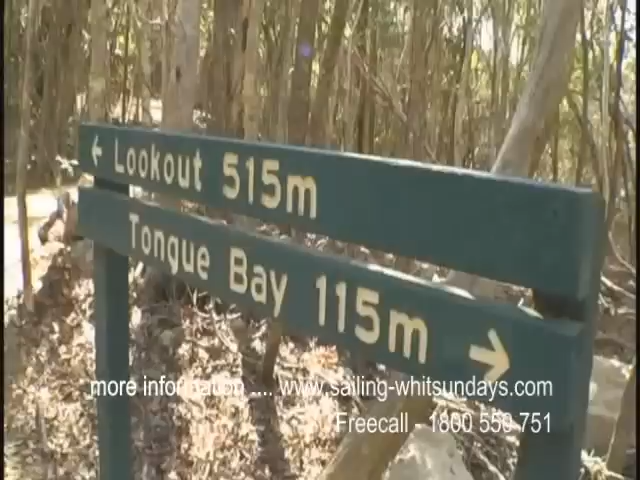 ← Lookout 515m
Tongue Bay 115m →
more information .... www.sailing-whitsundays.com
Freecall - 1800 550 751